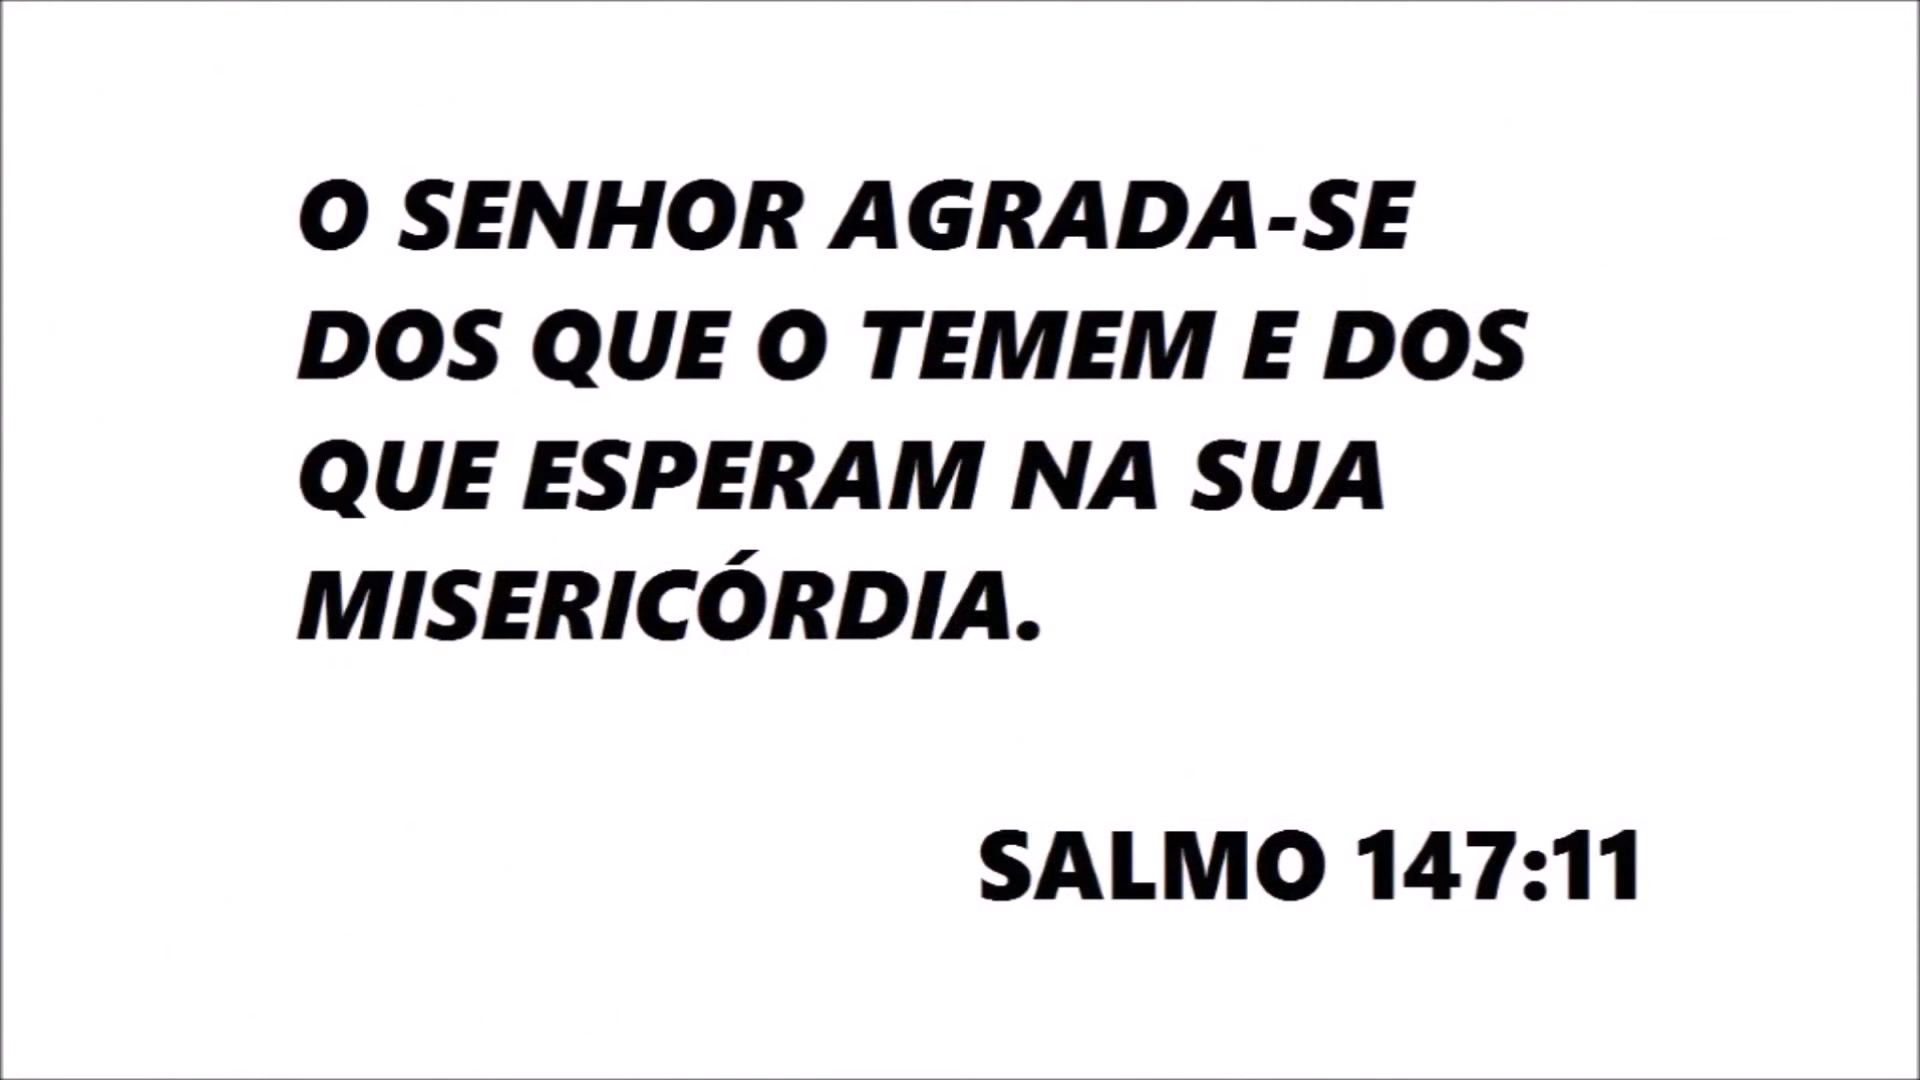 O SENHOR AGRADA-SE
DOS QUE O TEMEM E DOS
QUE ESPERAM NA SUA
MISERICÓRDIA.
SALMO 147:11